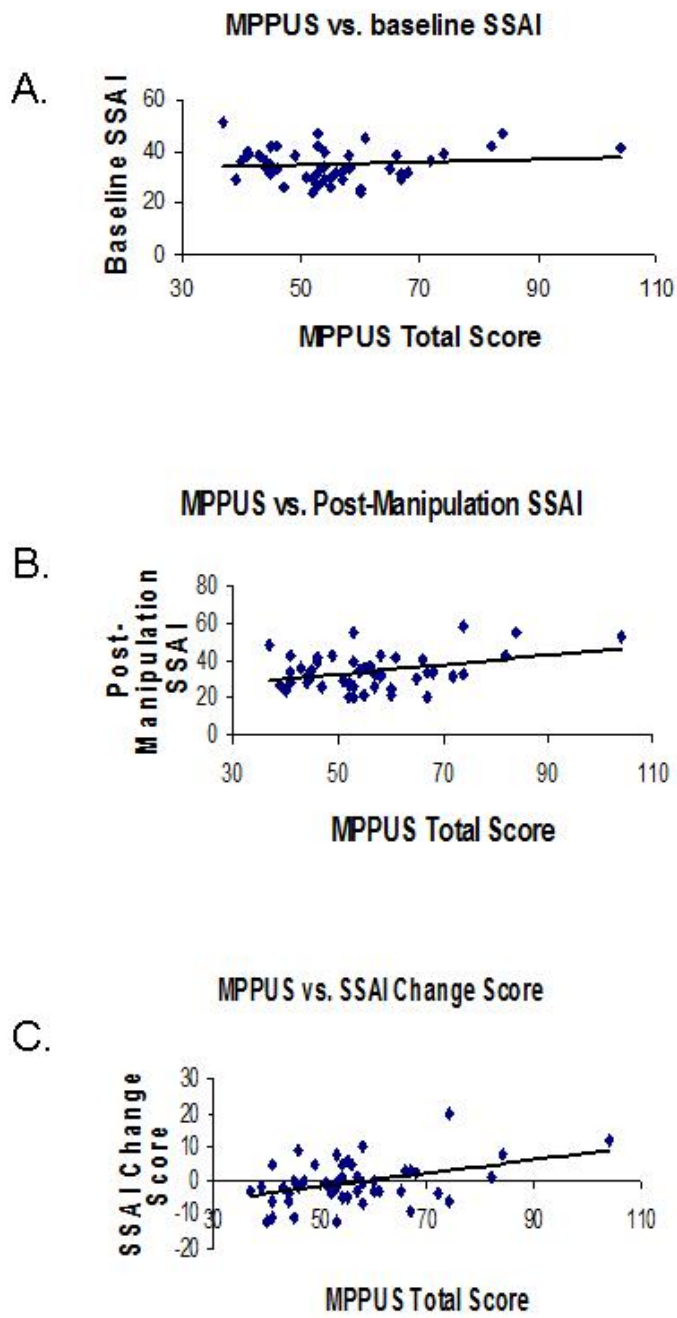 MPPUS vs. baseline SSAI
A.
Baseline SSAI
60
40
20
0
30 50 70 90 110
MPPUS Total Score
MPPUS vs. Post-Manipulation SSAI
B.
Post-
Manipulation
SSAI
80
60
40
20
0
30 50 70 90 110
MPPUS Total Score
MPPUS vs. SSAI Change Score
C.
SSAI Change
Score
30
20
10
0
-10
-20
30 50 70 90 110
MPPUS Total Score